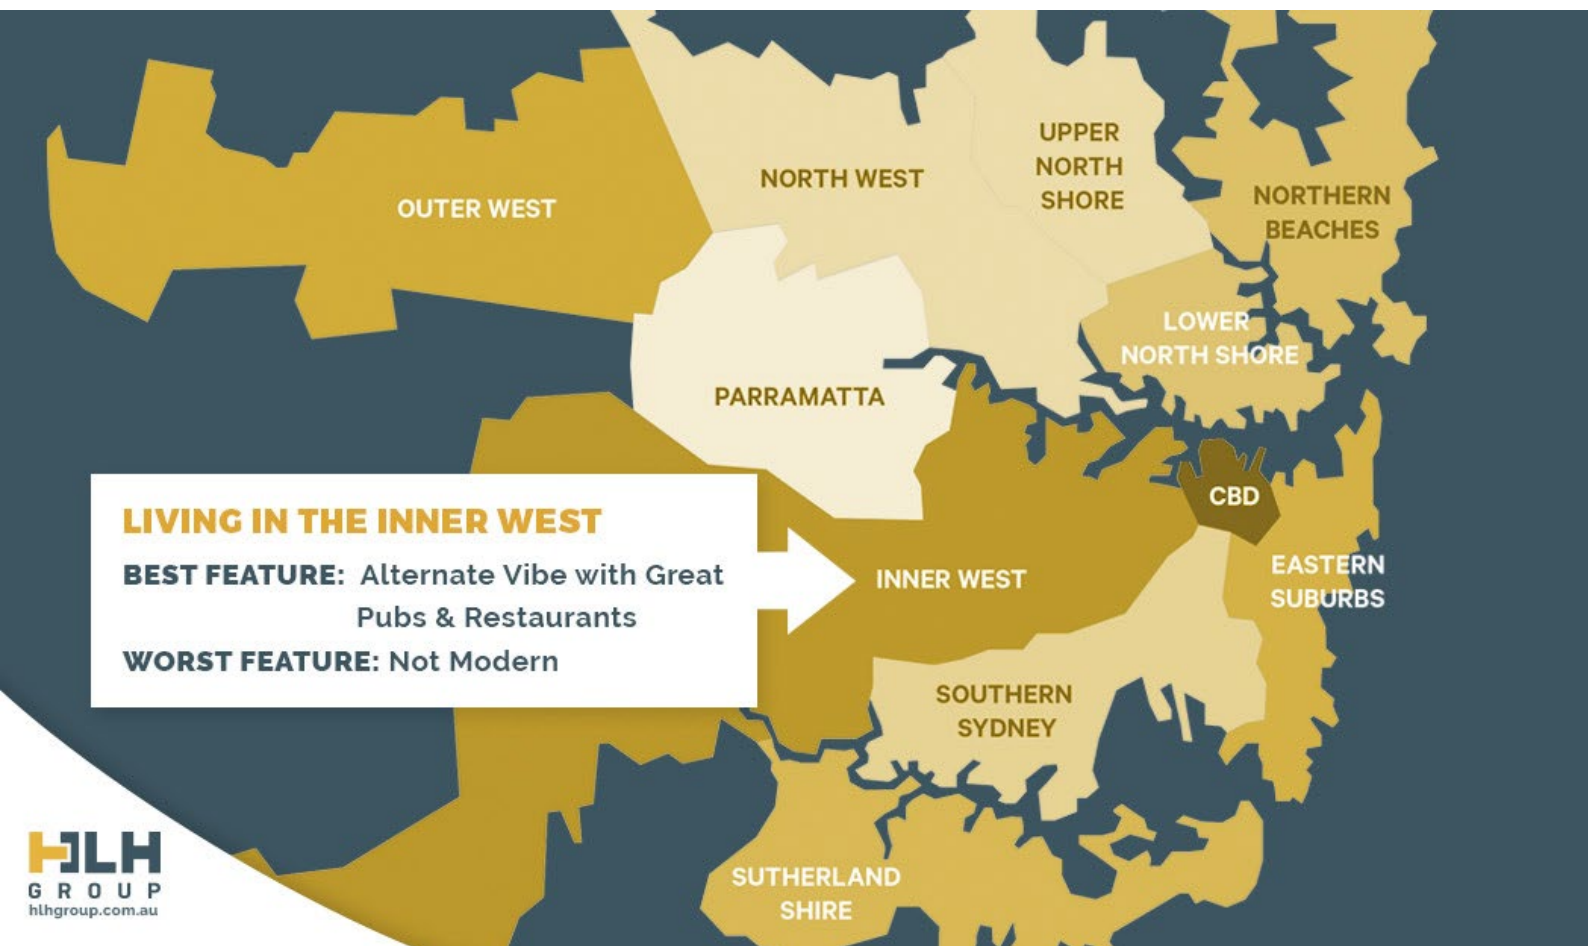 OUTER WEST
NORTH WEST
UPPER
NORTH
SHORE
NORTHERN
BEACHES
LOWER
NORTH SHORE
PARRAMATTA
CBD
LIVING IN THE INNER WEST
BEST FEATURE: Alternate Vibe with Great
Pubs & Restaurants
WORST FEATURE: Not Modern
INNER WEST
EASTERN
SUBURBS
SOUTHERN
SYDNEY
SUTHERLAND
SHIRE
HLH
GROUP
hlhgroup.com.au